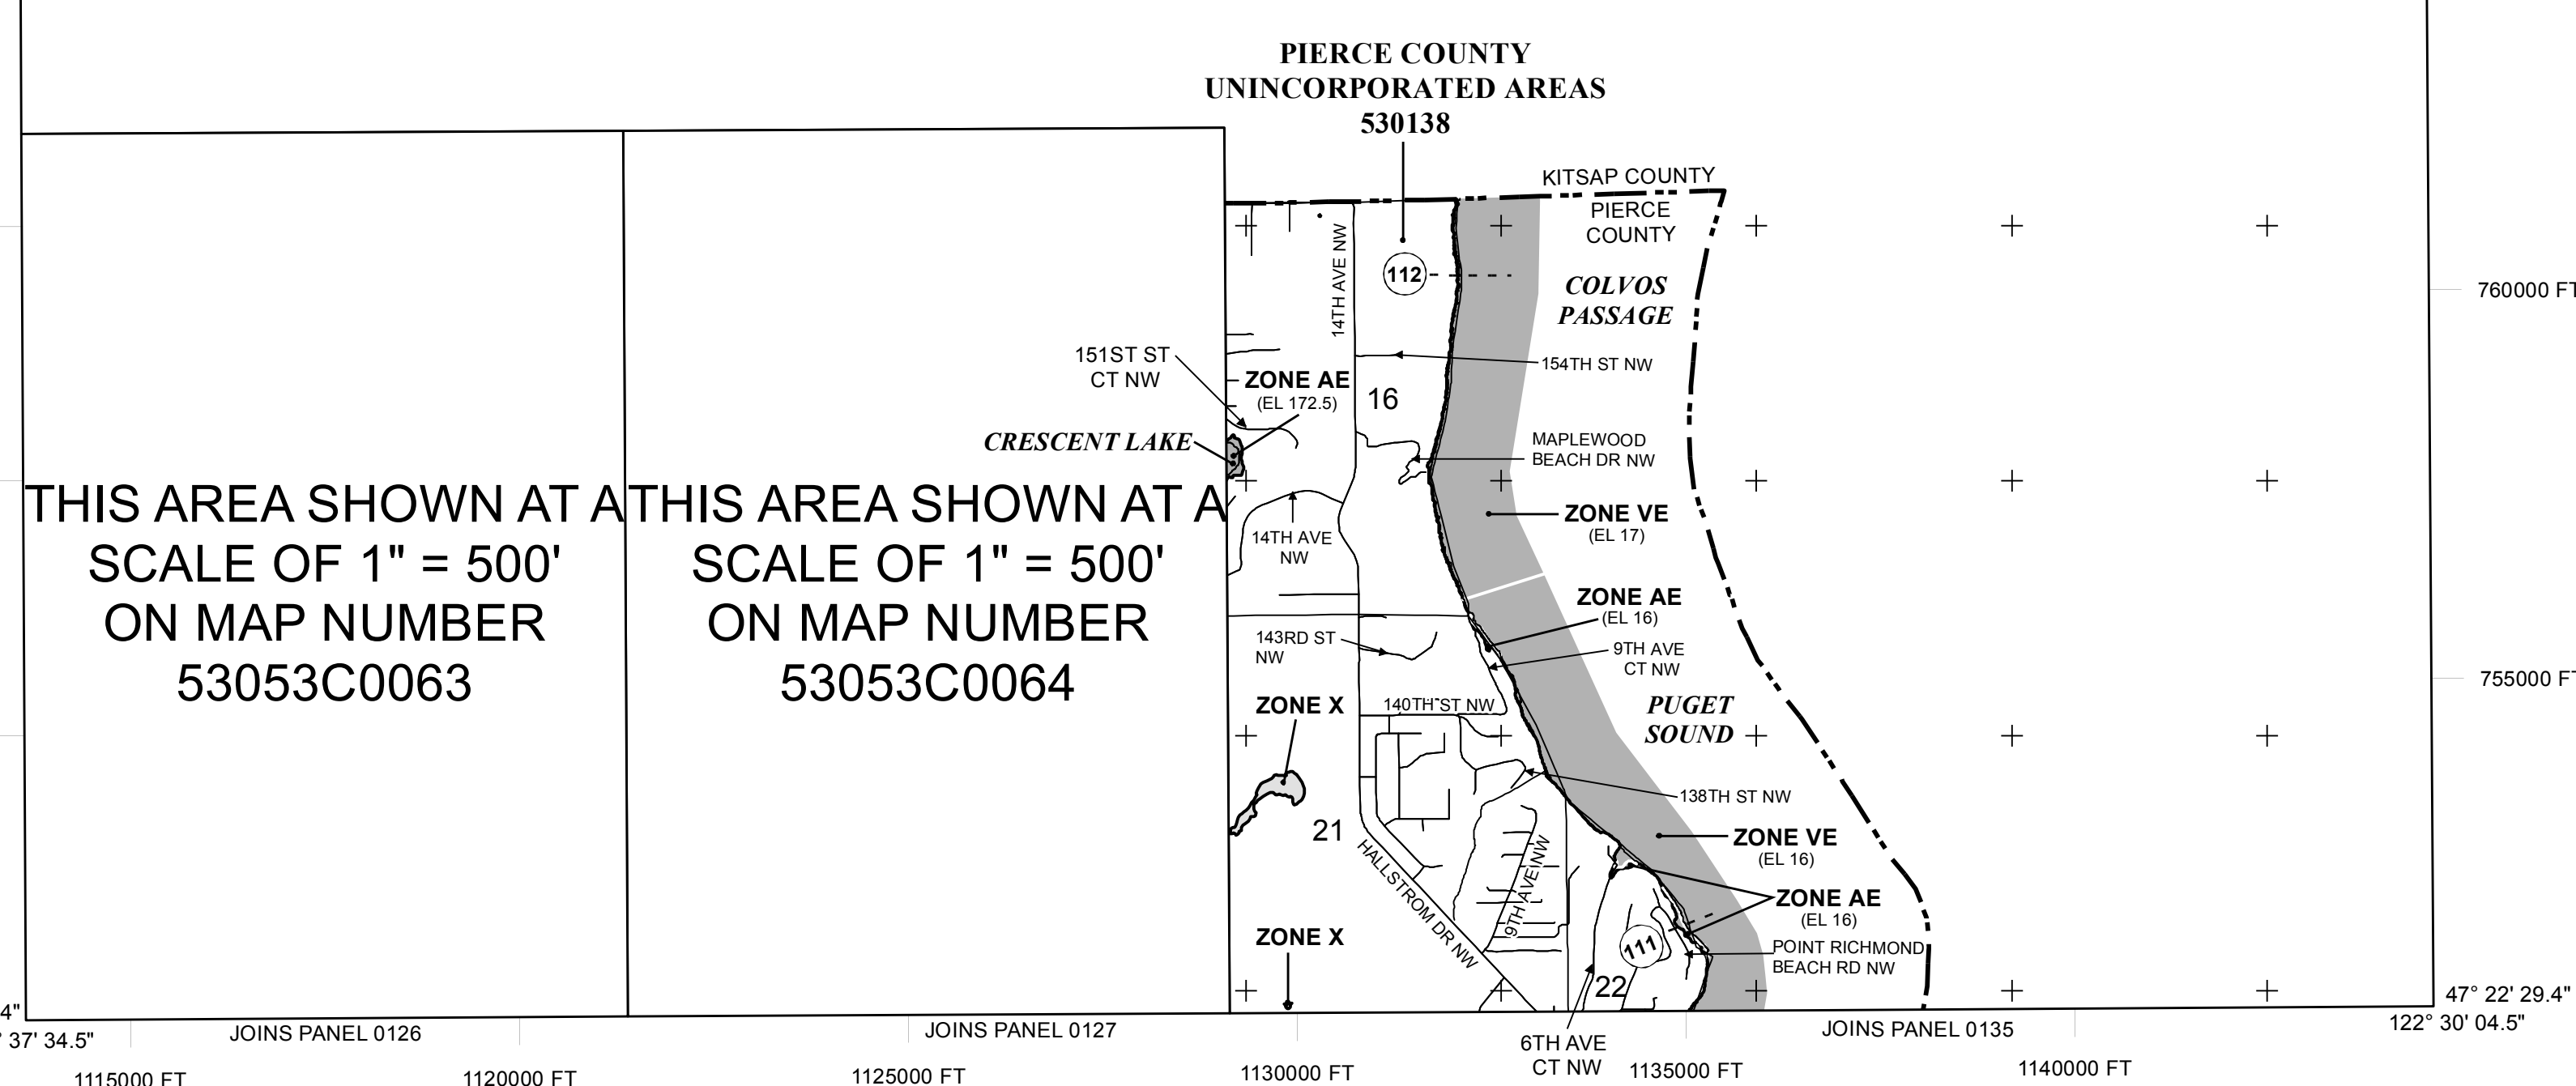 PIERCE COUNTY
UNINCORPORATED AREAS
530138
KITSAP COUNTY
PIERCE
COUNTY
14TH AVE NW
112
COLVOS
PASSAGE
760000 FT
151ST ST
CT NW
154TH ST NW
ZONE AE
(EL 172.5)
16
CRESCENT LAKE
MAPLEWOOD
BEACH DR NW
THIS AREA SHOWN AT A
SCALE OF 1" = 500'
ON MAP NUMBER
53053C0063
THIS AREA SHOWN AT A
SCALE OF 1" = 500'
ON MAP NUMBER
53053C0064
ZONE VE
(EL 17)
14TH AVE
NW
ZONE AE
(EL 16)
143RD ST
NW
9TH AVE
CT NW
755000 FT
ZONE X
140TH ST NW
PUGET
SOUND
138TH ST NW
21
HALLSTROM DR NW
9TH AVE NW
ZONE VE
(EL 16)
ZONE AE
(EL 16)
ZONE X
111
POINT RICHMOND
BEACH RD NW
22
4"
37' 34.5"
47° 22' 29.4"
122° 30' 04.5"
JOINS PANEL 0126
JOINS PANEL 0127
JOINS PANEL 0135
6TH AVE
CT NW
1115000 FT
1120000 FT
1125000 FT
1130000 FT
1135000 FT
1140000 FT